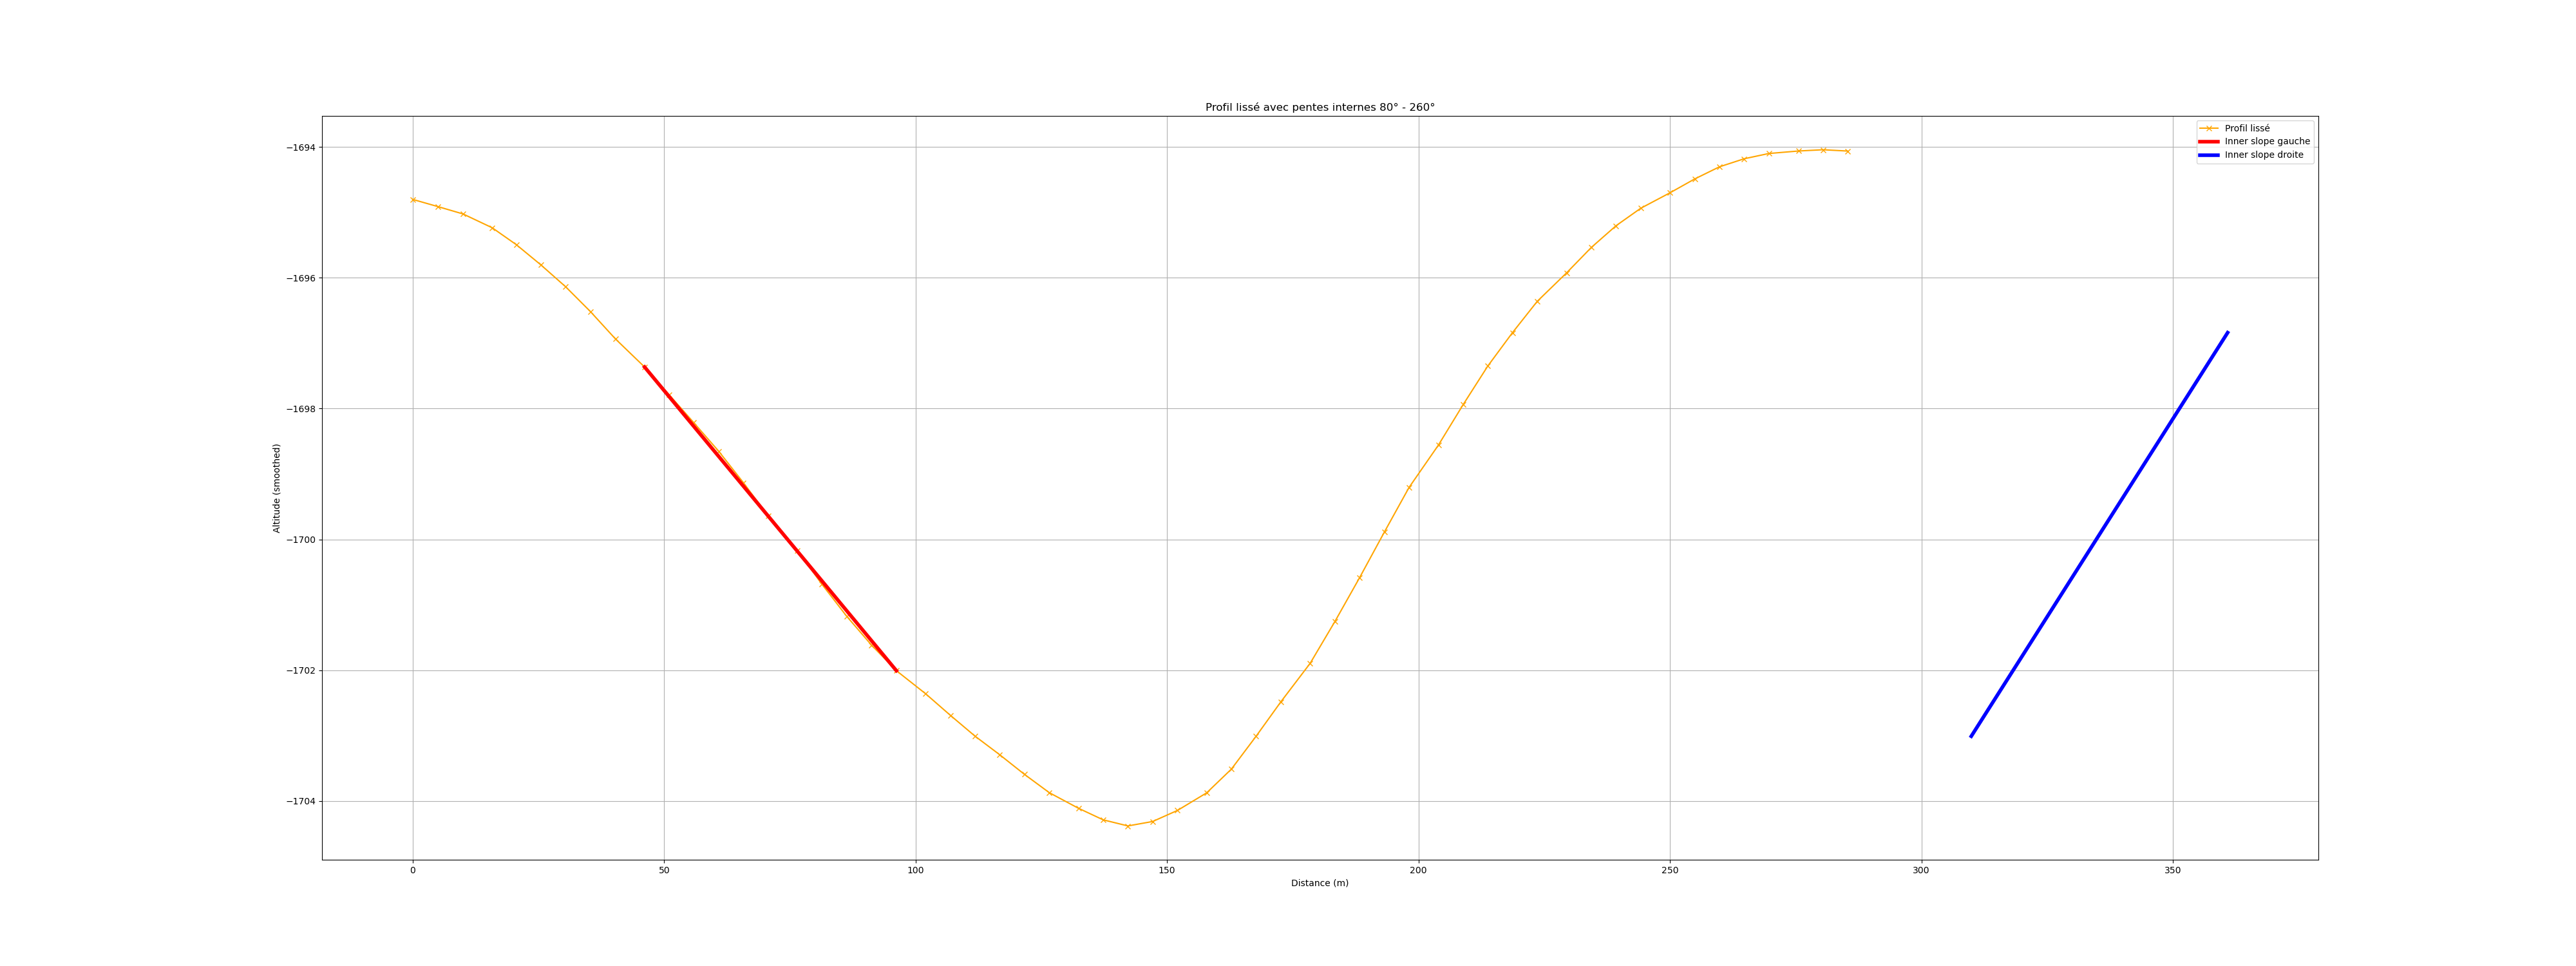 Profil lissé avec pentes internes 80° - 260°
Profil lissé
Inner slope gauche
Inner slope droite
Altitude (smoothed)
−1694
−1696
−1698
−1700
−1702
−1704
0
50
100
150
200
250
300
350
Distance (m)